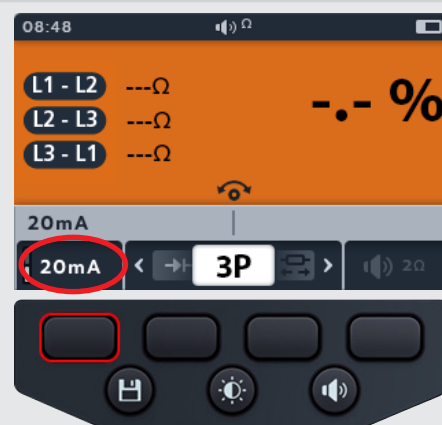 08:48 Ω
L1 - L2 ---Ω
-.- %
L2 - L3 ---Ω
L3 - L1 ---Ω
20mA
20mA < 3P > 2Ω